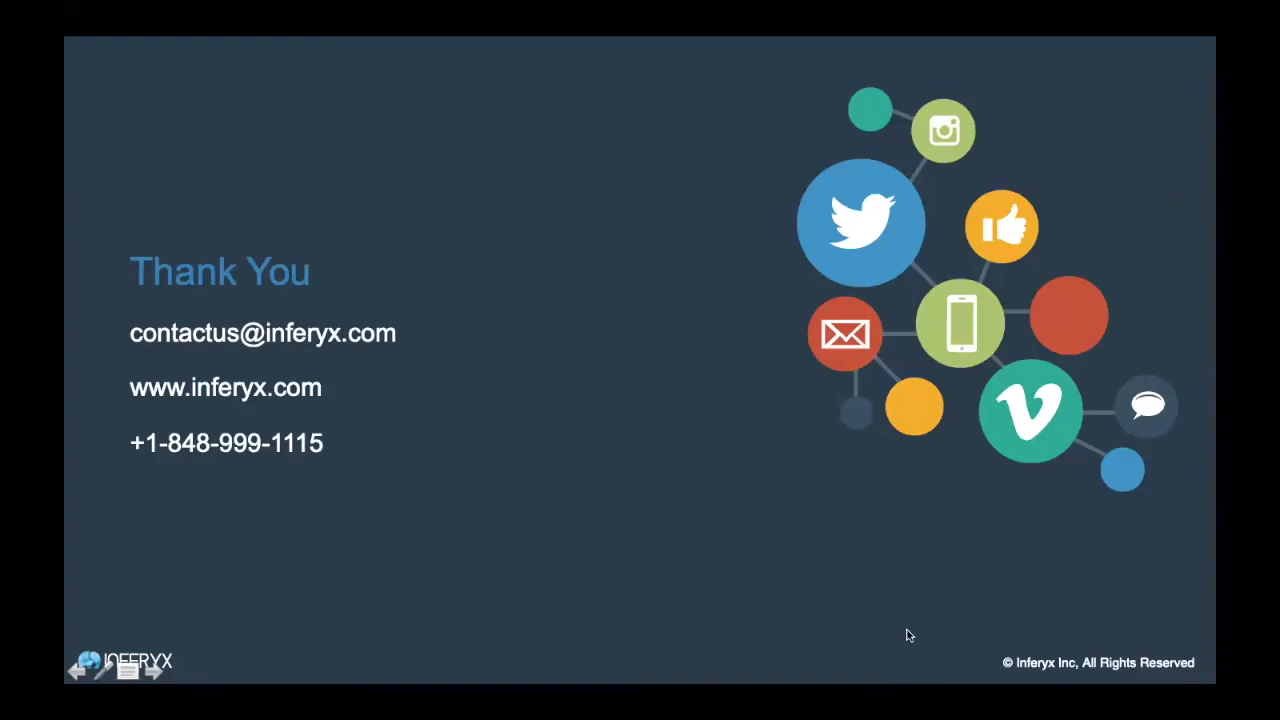 Thank You
contactus@inferyx.com
www.inferyx.com
+1-848-999-1115
INFERYX
© Inferyx Inc, All Rights Reserved